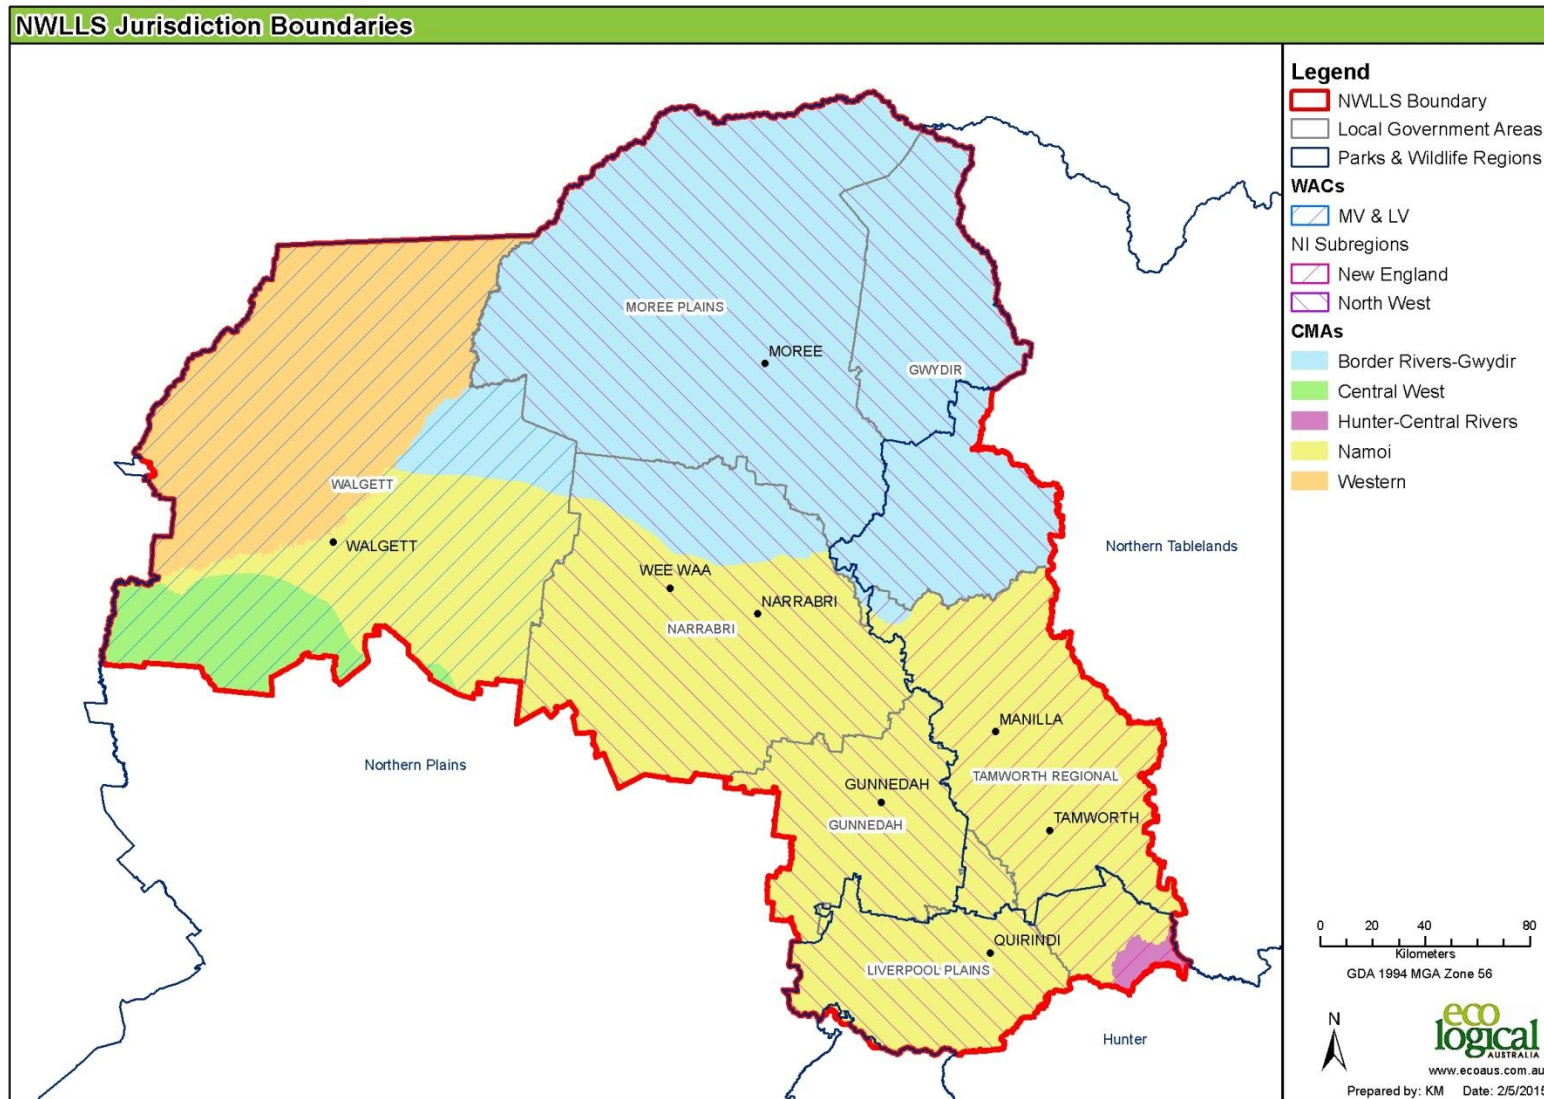 NWLLS Jurisdiction Boundaries
Legend
NWLLS Boundary
Local Government Areas
Parks & Wildlife Regions
WACs
MV & LV
NI Subregions
New England
North West
CMAs
Border Rivers-Gwydir
Central West
Hunter-Central Rivers
Namoi
Western
MOREE PLAINS
MOREE
GWYDIR
WALGETT
WALGETT
WEE WAA
NARRABRI
NARRABRI
Northern Tablelands
MANILLA
Northern Plains
TAMWORTH REGIONAL
GUNNEDAH
TAMWORTH
GUNNEDAH
QUIRINDI
LIVERPOOL PLAINS
Hunter
0 20 40 80
Kilometers
GDA 1994 MGA Zone 56
N
eco
logical
AUSTRALIA
www.ecoaus.com.au
Prepared by: KM Date: 2/5/2015